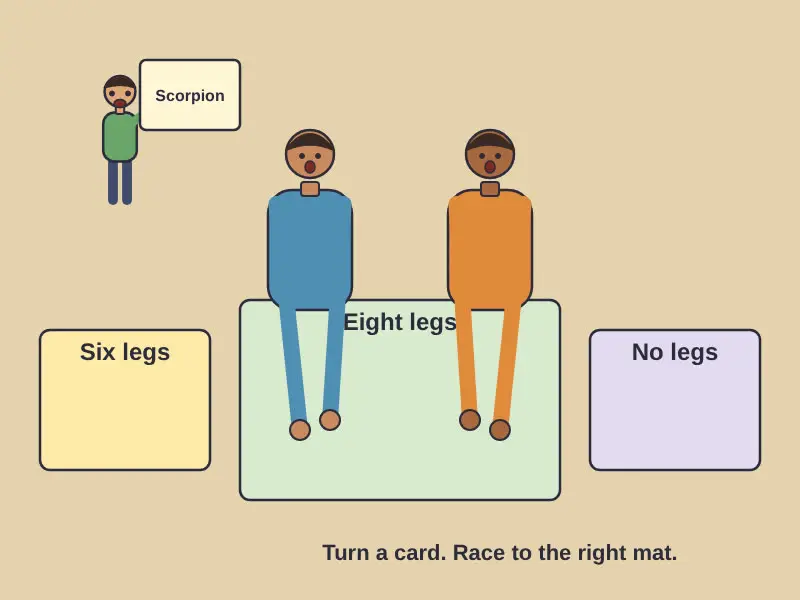 Scorpion
Six legs
Eight legs
No legs
Turn a card. Race to the right mat.